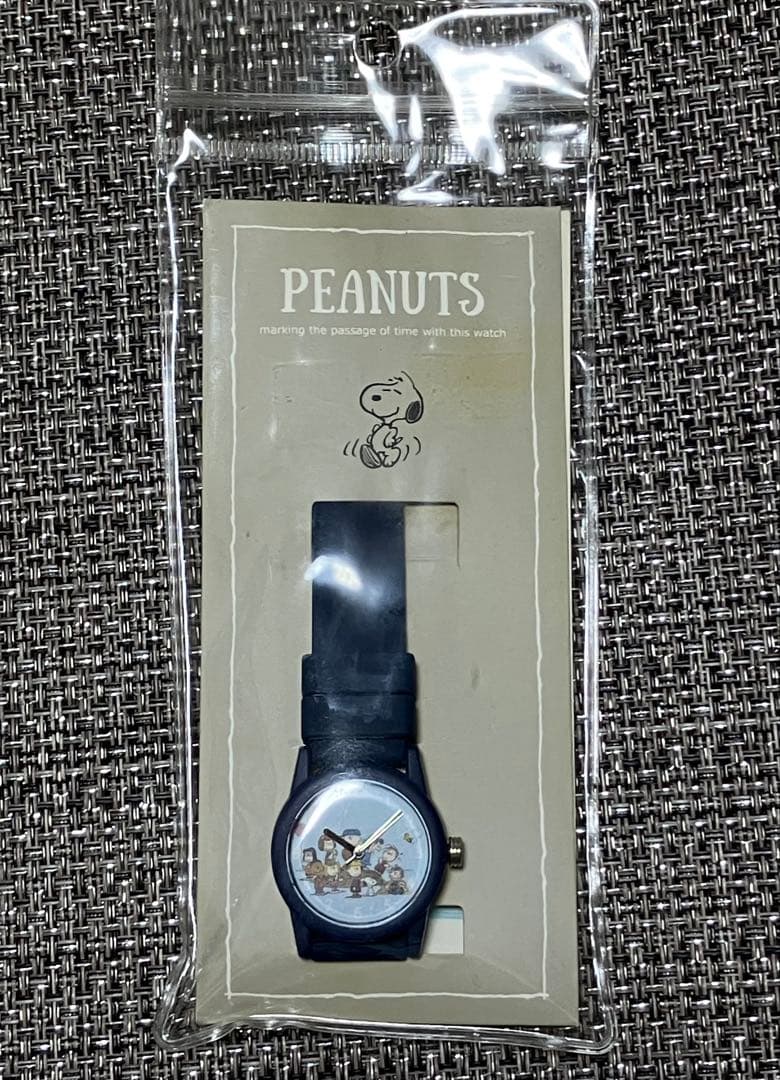 PEANUTS
marking the passage of time with this watch